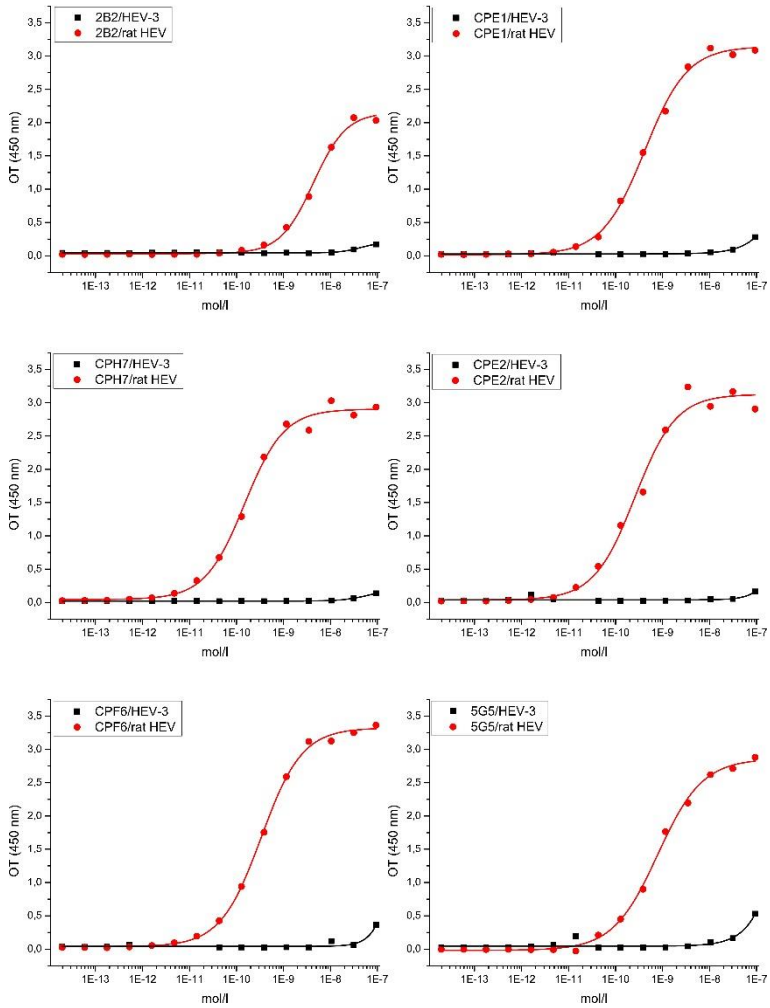 2B2/HEV-3
2B2/rat HEV
3,5
3,0
2,5
2,0
1,5
1,0
0,5
0,0
OT (450 nm)
1E-13 1E-12 1E-11 1E-10 1E-9 1E-8 1E-7
mol/l
CPE1/HEV-3
CPE1/rat HEV
3,5
3,0
2,5
2,0
1,5
1,0
0,5
0,0
OT (450 nm)
1E-13 1E-12 1E-11 1E-10 1E-9 1E-8 1E-7
mol/l
CPH7/HEV-3
CPH7/rat HEV
3,5
3,0
2,5
2,0
1,5
1,0
0,5
0,0
OT (450 nm)
1E-13 1E-12 1E-11 1E-10 1E-9 1E-8 1E-7
mol/l
CPE2/HEV-3
CPE2/rat HEV
3,5
3,0
2,5
2,0
1,5
1,0
0,5
0,0
OT (450 nm)
1E-13 1E-12 1E-11 1E-10 1E-9 1E-8 1E-7
mol/l
CPF6/HEV-3
CPF6/rat HEV
3,5
3,0
2,5
2,0
1,5
1,0
0,5
0,0
OT (450 nm)
1E-13 1E-12 1E-11 1E-10 1E-9 1E-8 1E-7
mol/l
5G5/HEV-3
5G5/rat HEV
3,5
3,0
2,5
2,0
1,5
1,0
0,5
0,0
OT (450 nm)
1E-13 1E-12 1E-11 1E-10 1E-9 1E-8 1E-7
mol/l